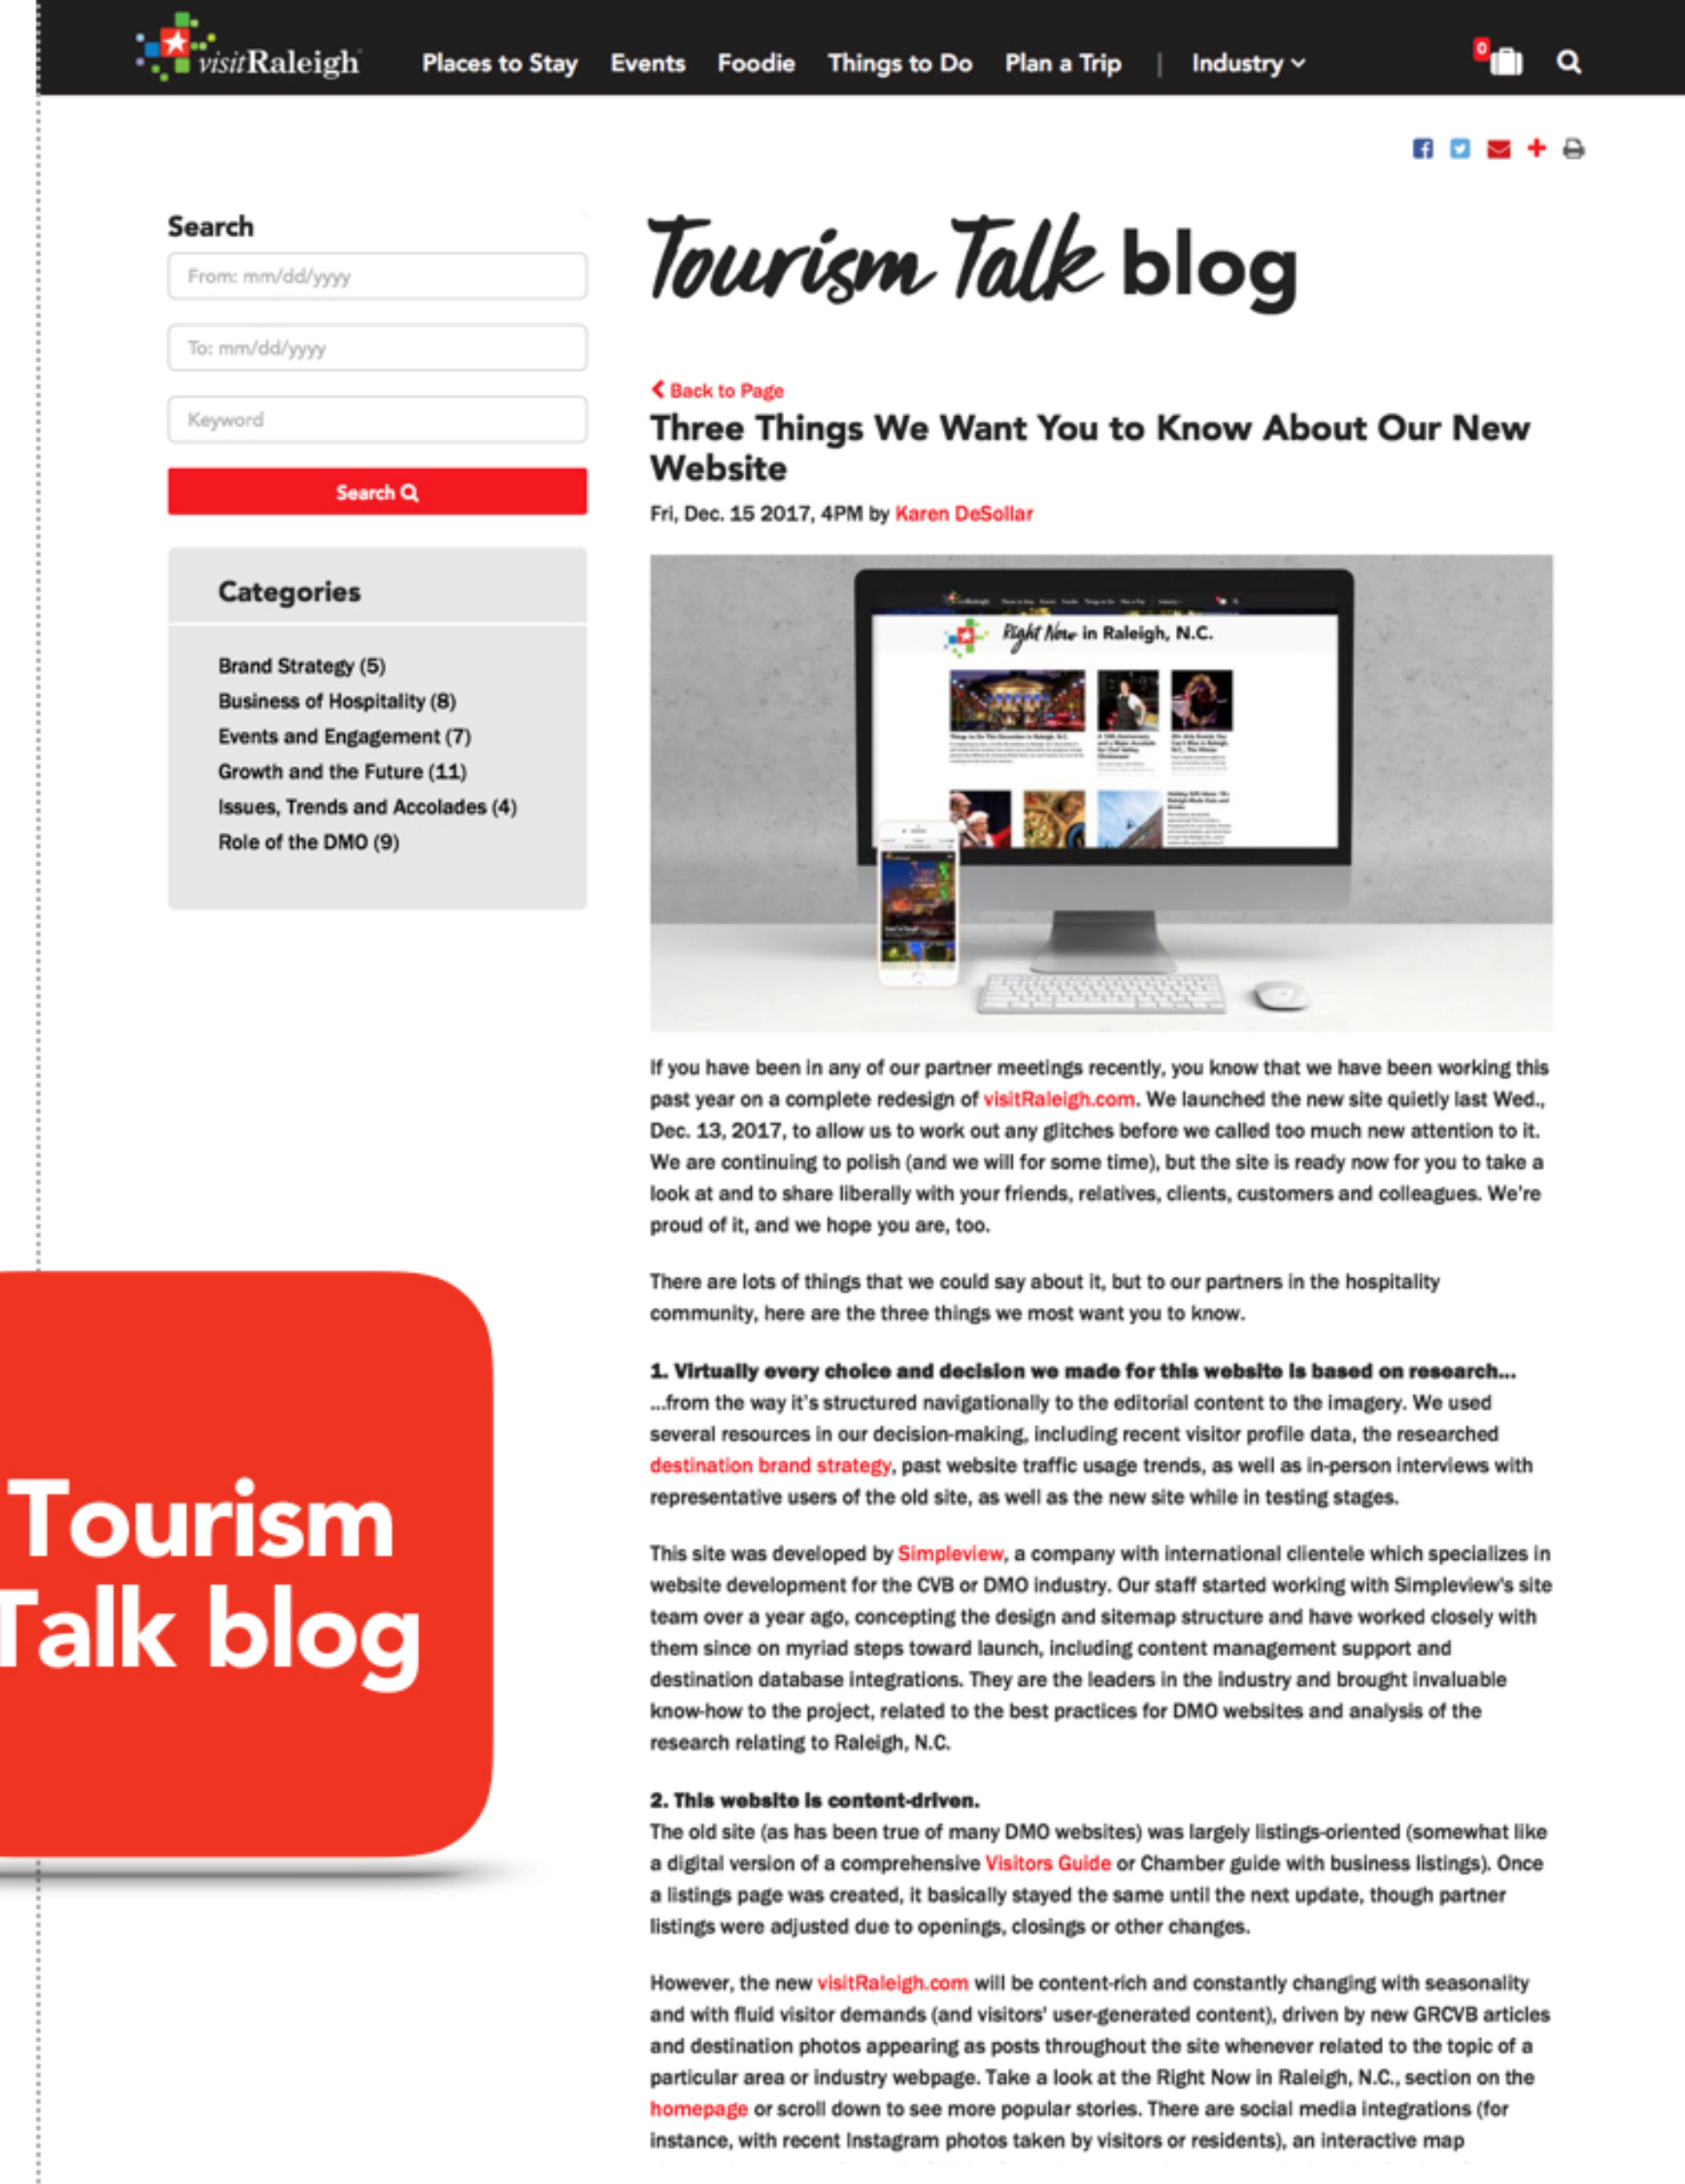 visitRaleigh
Places to Stay Events Foodie Things to Do Plan a Trip | Industry
0
Search
From: mm/dd/yyyy
To: mm/dd/yyyy
Keyword
Search
Categories
Brand Strategy (5)
Business of Hospitality (8)
Events and Engagement (7)
Growth and the Future (11)
Issues, Trends and Accolades (4)
Role of the DMO (9)
Tourism
Talk blog
Tourism Talk blog
Back to Page
Three Things We Want You to Know About Our New
Website
Fri, Dec. 15 2017, 4PM by Karen DeSollar
Right Now in Raleigh, N.C.
If you have been in any of our partner meetings recently, you know that we have been working this
past year on a complete redesign of visitRaleigh.com. We launched the new site quietly last Wed.,
Dec. 13, 2017, to allow us to work out any glitches before we called too much new attention to it.
We are continuing to polish (and we will for some time), but the site is ready now for you to take a
look at and to share liberally with your friends, relatives, clients, customers and colleagues. We're
proud of it, and we hope you are, too.
There are lots of things that we could say about it, but to our partners in the hospitality
community, here are the three things we most want you to know.
1. Virtually every choice and decision we made for this website is based on research...
...from the way it's structured navigationally to the editorial content to the imagery. We used
several resources in our decision-making, including recent visitor profile data, the researched
destination brand strategy, past website traffic usage trends, as well as in-person interviews with
representative users of the old site, as well as the new site while in testing stages.
This site was developed by Simpleview, a company with international clientele which specializes in
website development for the CVB or DMO industry. Our staff started working with Simpleview's site
team over a year ago, concepting the design and sitemap structure and have worked closely with
them since on myriad steps toward launch, including content management support and
destination database integrations. They are the leaders in the industry and brought invaluable
know-how to the project, related to the best practices for DMO websites and analysis of the
research relating to Raleigh, N.C.
2. This website is content-driven.
The old site (as has been true of many DMO websites) was largely listings-oriented (somewhat like
a digital version of a comprehensive Visitors Guide or Chamber guide with business listings). Once
a listings page was created, it basically stayed the same until the next update, though partner
listings were adjusted due to openings, closings or other changes.
However, the new visitRaleigh.com will be content-rich and constantly changing with seasonality
and with fluid visitor demands (and visitors' user-generated content), driven by new GRCVB articles
and destination photos appearing as posts throughout the site whenever related to the topic of a
particular area or industry webpage. Take a look at the Right Now in Raleigh, N.C., section on the
homepage or scroll down to see more popular stories. There are social media integrations (for
instance, with recent Instagram photos taken by visitors or residents), an interactive map